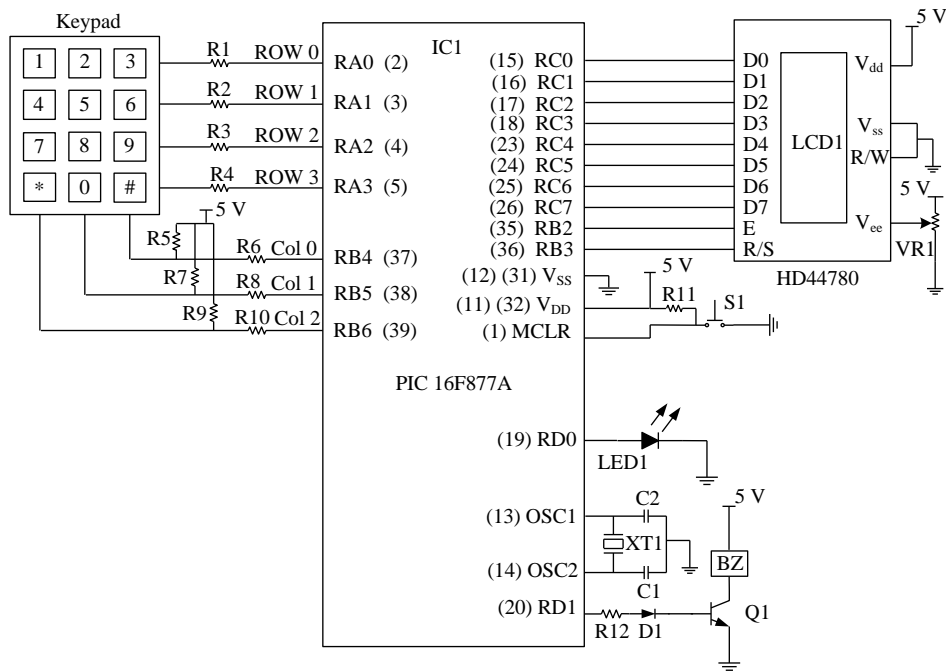 Keypad
1 2 3
4 5 6
7 8 9
* 0 #
R1 ROW 0
R2 ROW 1
R3 ROW 2
R4 ROW 3
5 V
R5
R6 Col 0
R7
R8 Col 1
R9
R10 Col 2
IC1
RA0 (2)
RA1 (3)
RA2 (4)
RA3 (5)
RB4 (37)
RB5 (38)
RB6 (39)
PIC 16F877A
(15) RC0
(16) RC1
(17) RC2
(18) RC3
(23) RC4
(24) RC5
(25) RC6
(26) RC7
(35) RB2
(36) RB3
(12) (31) VSS
(11) (32) VDD
(1) MCLR
(19) RD0
(13) OSC1
(14) OSC2
(20) RD1
D0
D1
D2
D3
D4
D5
D6
D7
E
R/S
LCD1
Vdd
Vss
R/W
Vee
HD44780
5 V
5 V
VR1
5 V
R11
S1
LED1
C2
XT1
C1
5 V
BZ
Q1
R12 D1